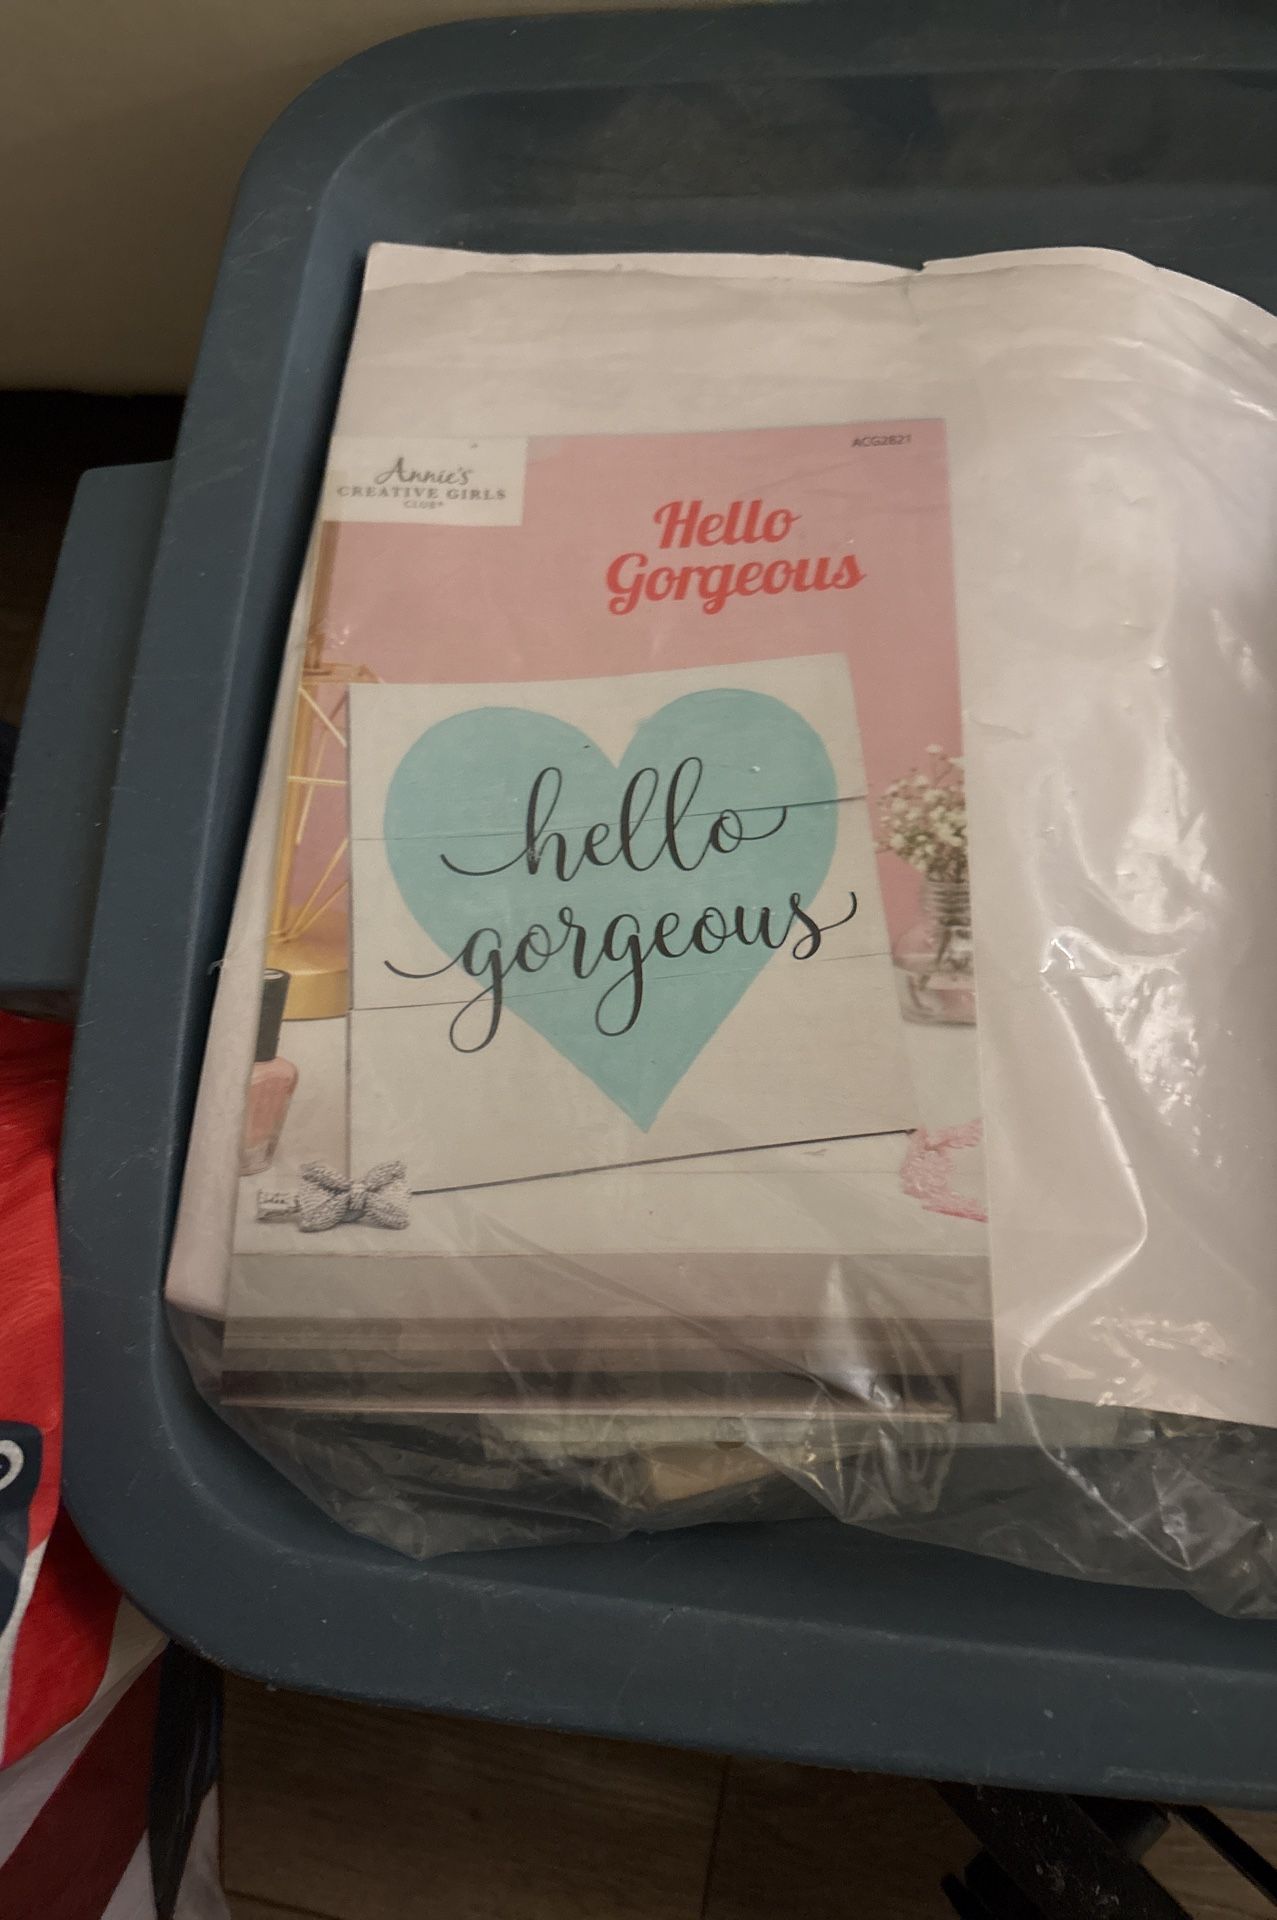 Annie's
CREATIVE GIRLS
CLUB®
ACG2821
Hello
Gorgeous
hello
gorgeous